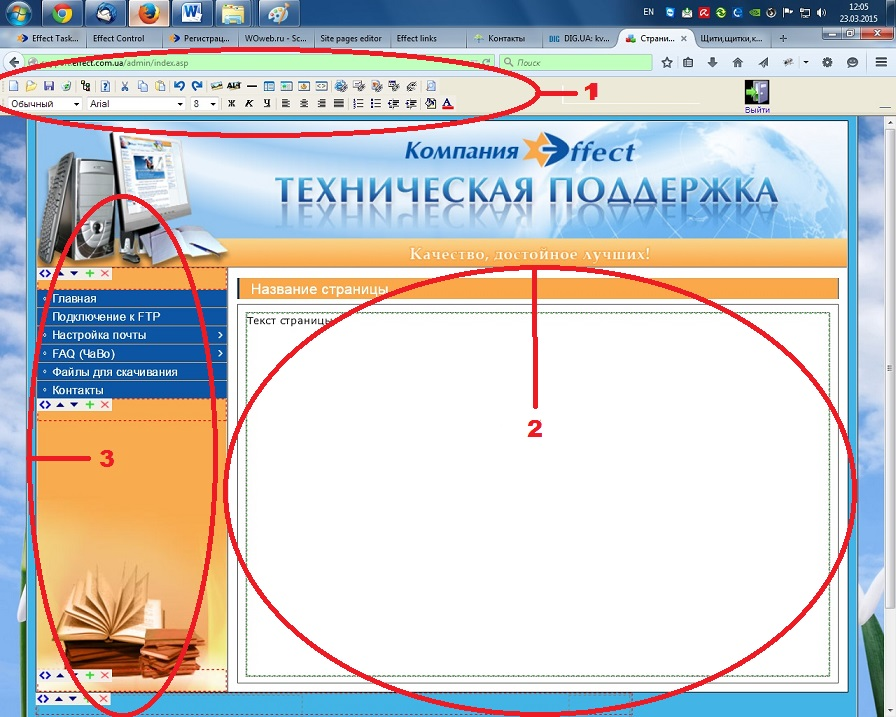 EN
12:05
23.03.2015
Effect Task...
Effect Control
Регистрац...
WOweb.ru - Sc...
Site pages editor
Effect links
Контакты
DIG.UA: kv...
Страни...
Щити,щитки,к...
effect.com.ua/admin/index.asp
Поиск
ALT
1
Обычный
Arial
8
Ж К Ч
Выйти
Компания Effect
ТЕХНИЧЕСКАЯ ПОДДЕРЖКА
Качество, достойное лучших!
Главная
Подключение к FTP
Настройка почты
FAQ (ЧаВо)
Файлы для скачивания
Контакты
Название страницы
Текст страницы
2
3